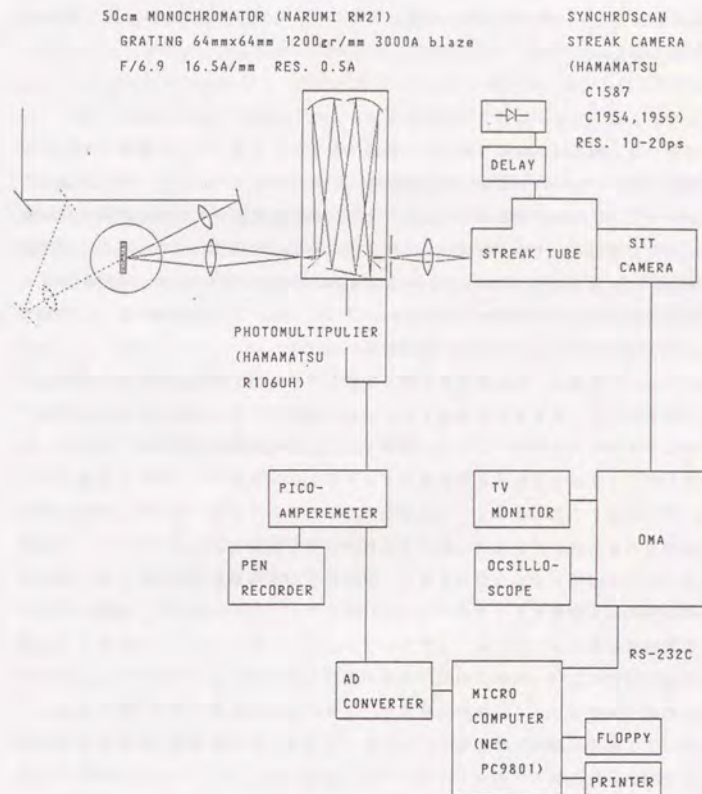 50cm MONOCHROMATOR (NARUMI RM21)
GRATING 64mmx64mm 1200gr/mm 3000A blaze
F/6.9 16.5A/mm RES. 0.5A
SYNCHROSCAN
STREAK CAMERA
(HAMAMATSU
C1587
C1954,1955)
RES. 10-20ps
DELAY
STREAK TUBE
SIT
CAMERA
PHOTOMULTIPULIER
(HAMAMATSU
R106UH)
PICO-
AMPEREMETER
PEN
RECORDER
TV
MONITOR
OCSILLO-
SCOPE
OMA
RS-232C
AD
CONVERTER
MICRO
COMPUTER
(NEC
PC9801)
FLOPPY
PRINTER